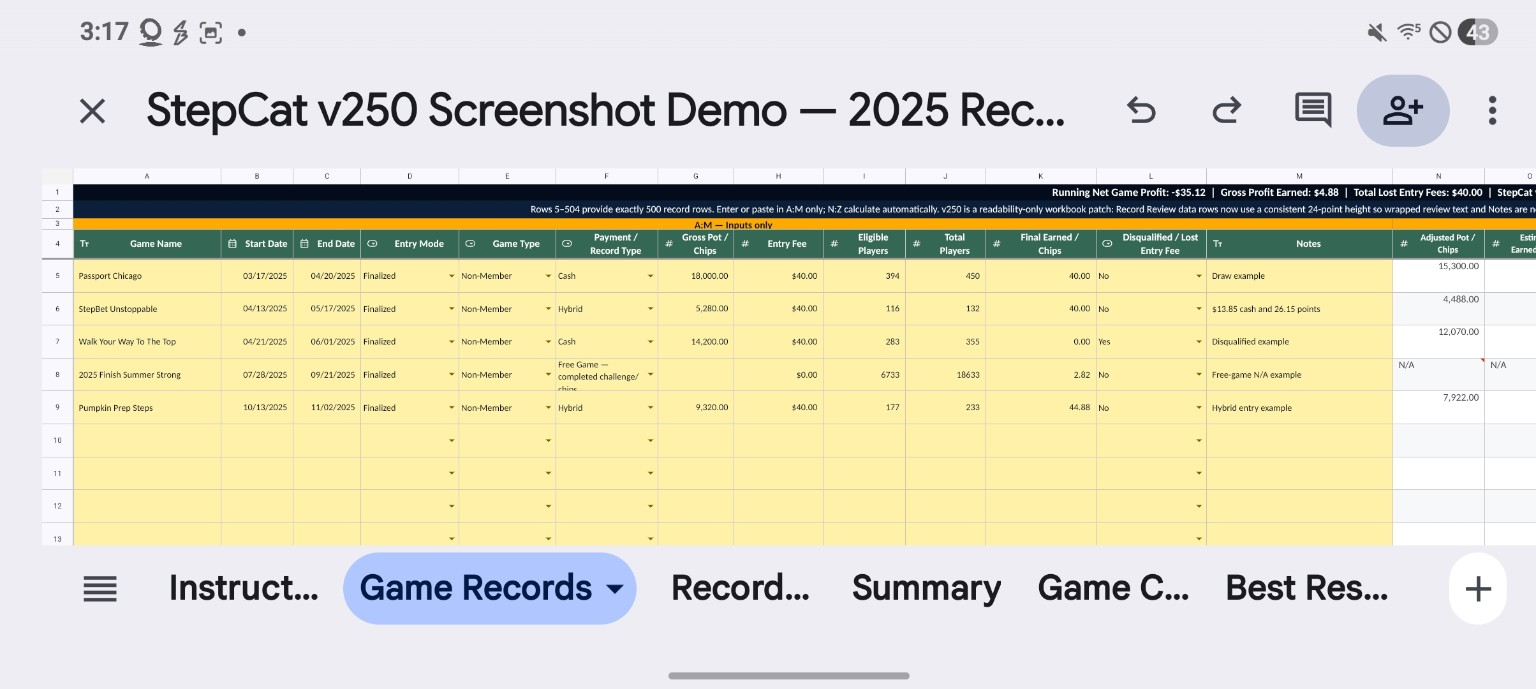 3:17 5 43
StepCat v250 Screenshot Demo — 2025 Rec...
A B C D E F G H I J K L M N O
1 Running Net Game Profit: -$35.12 | Gross Profit Earned: $4.88 | Total Lost Entry Fees: $40.00 | StepCat
2 Rows 5–504 provide exactly 500 record rows. Enter or paste in A:M only; N:Z calculate automatically. v250 is a readability-only workbook patch: Record Review data rows now use a consistent 24-point height so wrapped review text and Notes are n
3 A:M — Inputs only
4 Tт Game Name Start Date End Date Entry Mode Game Type Payment / Record Type # Gross Pot / Chips # Entry Fee # Eligible Players # Total Players # Final Earned / Chips Disqualified / Lost Entry Fee Tт Notes # Adjusted Pot / Chips # Estim Earned
5 Passport Chicago 03/17/2025 04/20/2025 Finalized Non-Member Cash 18,000.00 $40.00 394 450 40.00 No Draw example 15,300.00
6 StepBet Unstoppable 04/13/2025 05/17/2025 Finalized Non-Member Hybrid 5,280.00 $40.00 116 132 40.00 No $13.85 cash and 26.15 points 4,488.00
7 Walk Your Way To The Top 04/21/2025 06/01/2025 Finalized Non-Member Cash 14,200.00 $40.00 283 355 0.00 Yes Disqualified example 12,070.00
8 2025 Finish Summer Strong 07/28/2025 09/21/2025 Finalized Non-Member Free Game — completed challenge/ chips $0.00 6733 18633 2.82 No Free-game N/A example N/A N/A
9 Pumpkin Prep Steps 10/13/2025 11/02/2025 Finalized Non-Member Hybrid 9,320.00 $40.00 177 233 44.88 No Hybrid entry example 7,922.00
10
11
12
13
Instruct... Game Records Record... Summary Game C... Best Res...